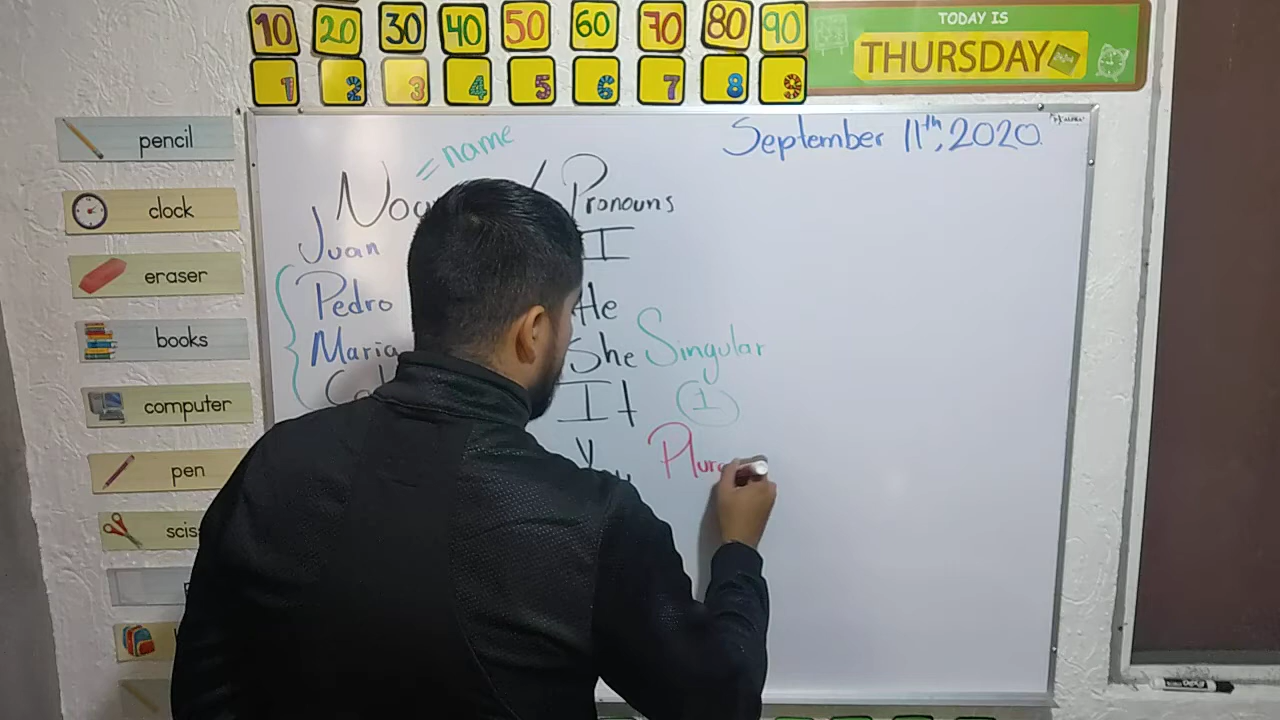 10 20 30 40 50 60 70 80 90
1 2 3 4 5 6 7 8 9
TODAY IS
THURSDAY
pencil
clock
eraser
books
computer
pen
September 11th, 2020.
= name
/ Pronouns
Juan
I
Pedro
He
Maria
She Singular
It (1)